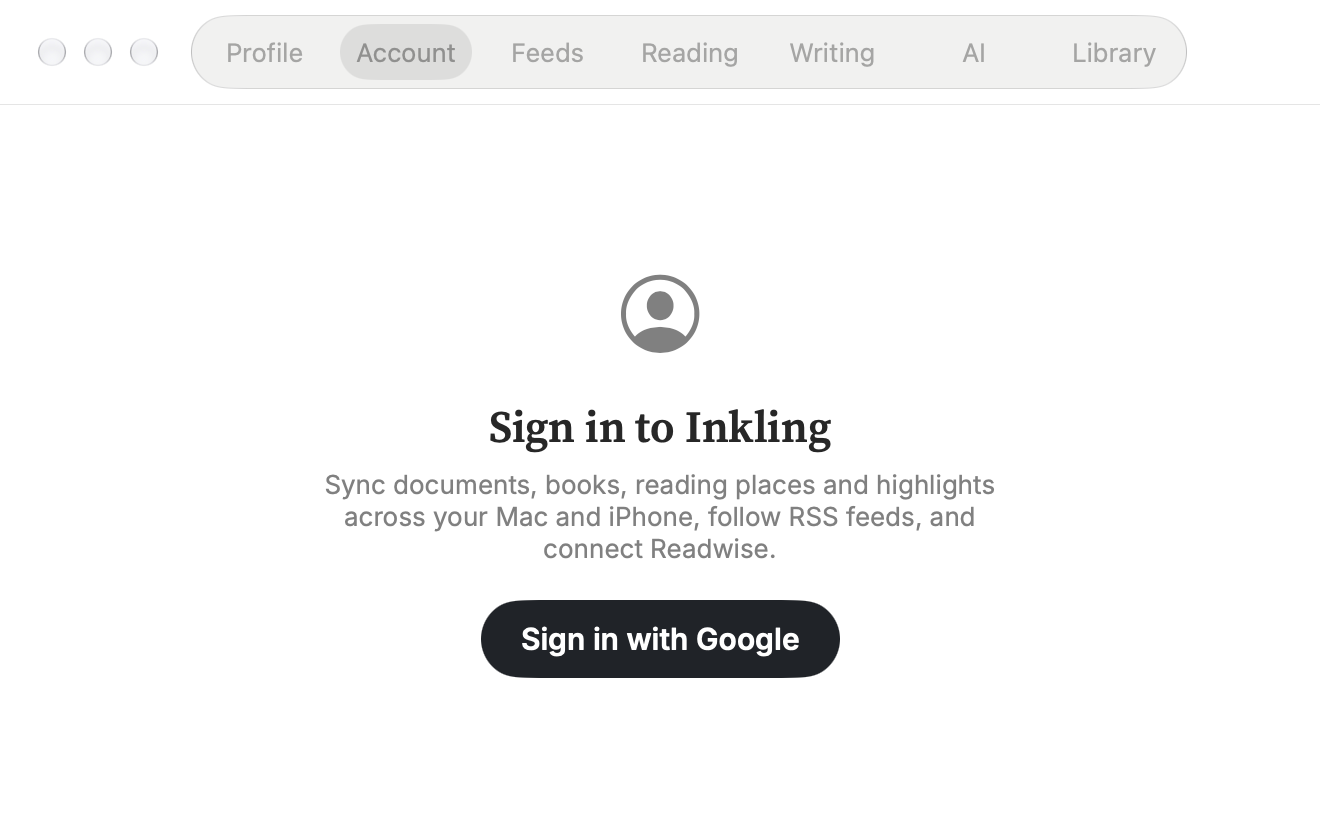 Profile Account Feeds Reading Writing AI Library
Sign in to Inkling
Sync documents, books, reading places and highlights
across your Mac and iPhone, follow RSS feeds, and
connect Readwise.
Sign in with Google